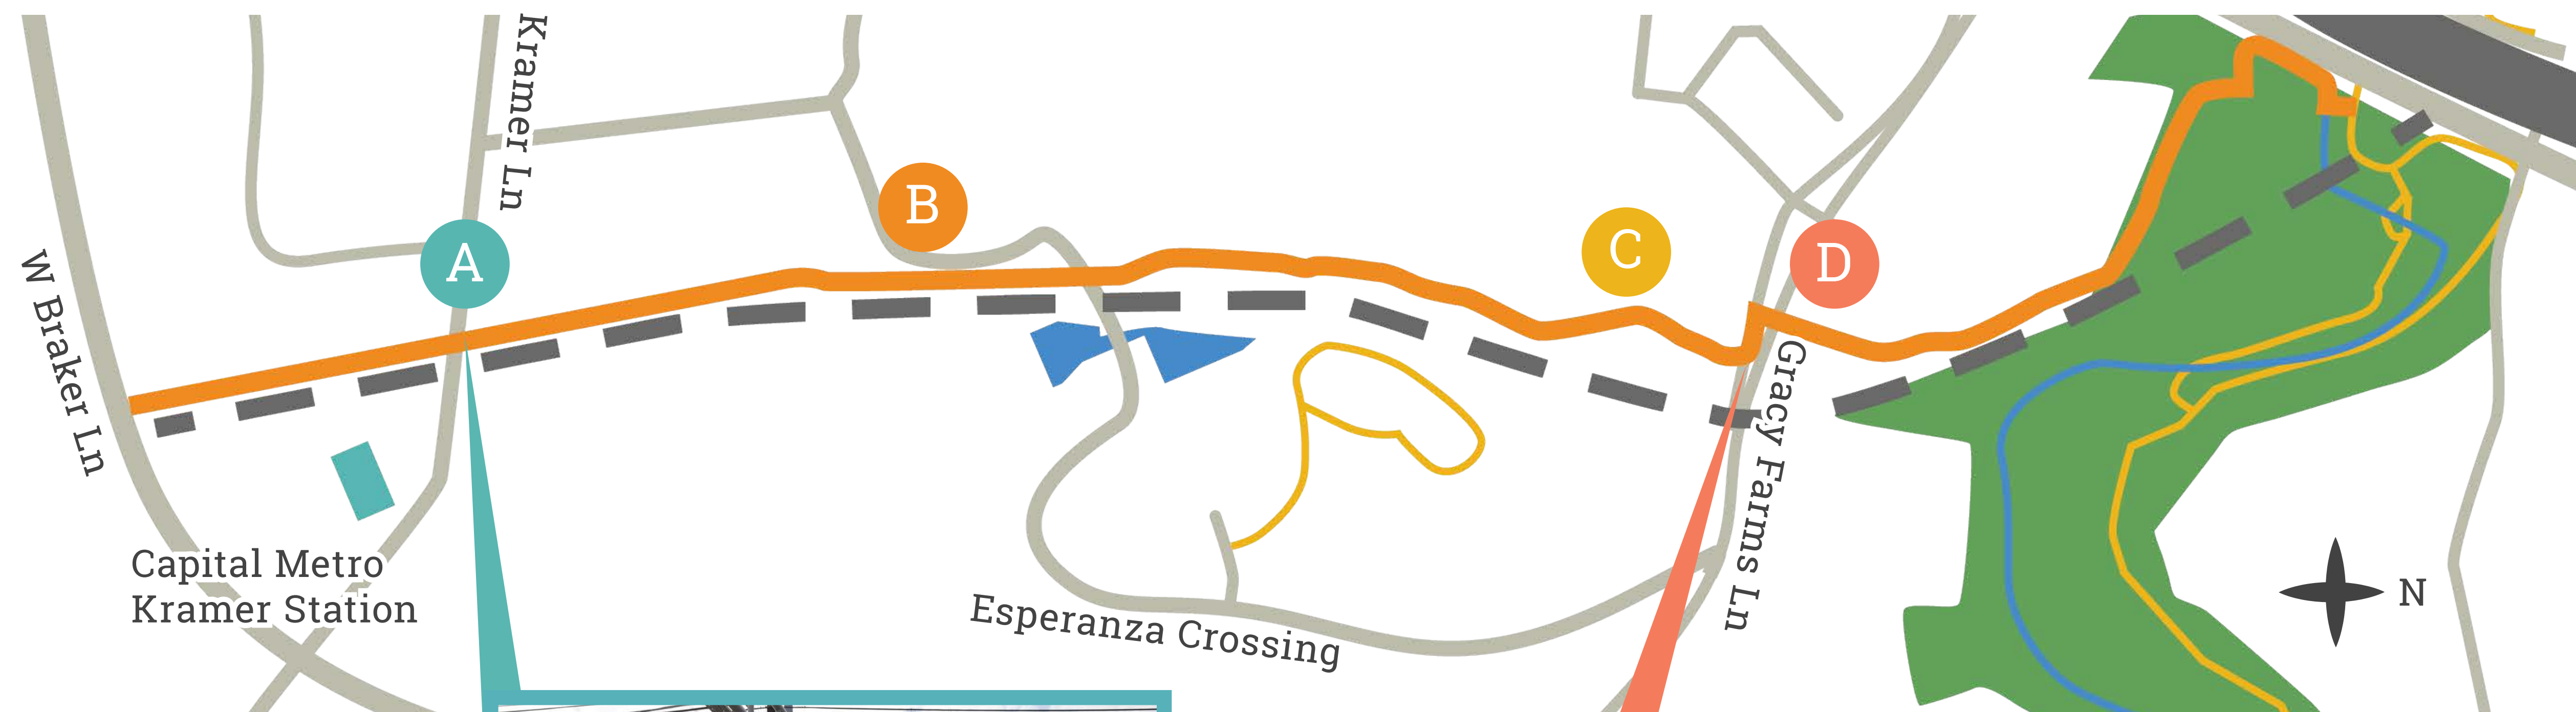 Kramer Ln
A
B
C
D
W Braker Ln
Gracy Farms Ln
Capital Metro
Kramer Station
Esperanza Crossing
N